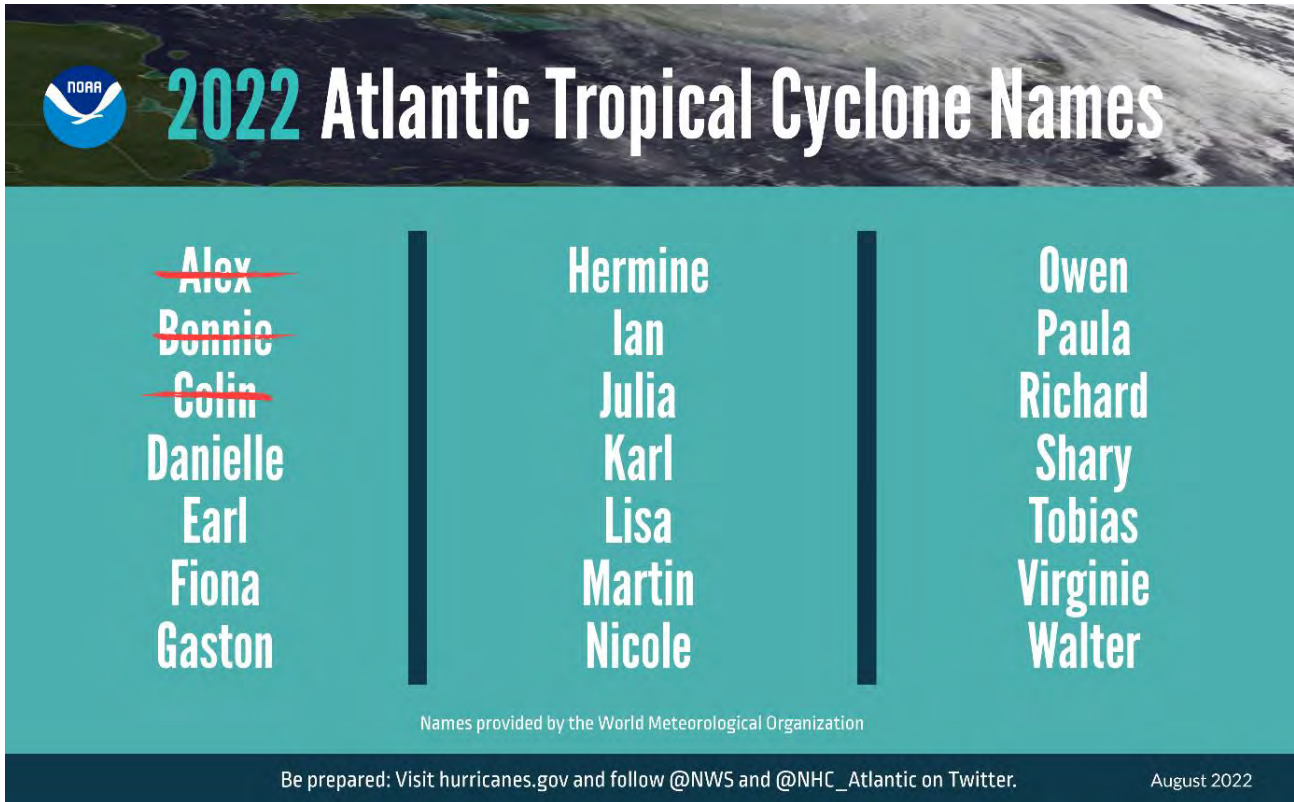 NOAA
2022 Atlantic Tropical Cyclone Names
Alex
Bonnie
Colin
Danielle
Earl
Fiona
Gaston
Hermine
Ian
Julia
Karl
Lisa
Martin
Nicole
Owen
Paula
Richard
Shary
Tobias
Virginie
Walter
Names provided by the World Meteorological Organization
Be prepared: Visit hurricanes.gov and follow @NWS and @NHC_Atlantic on Twitter.
August 2022